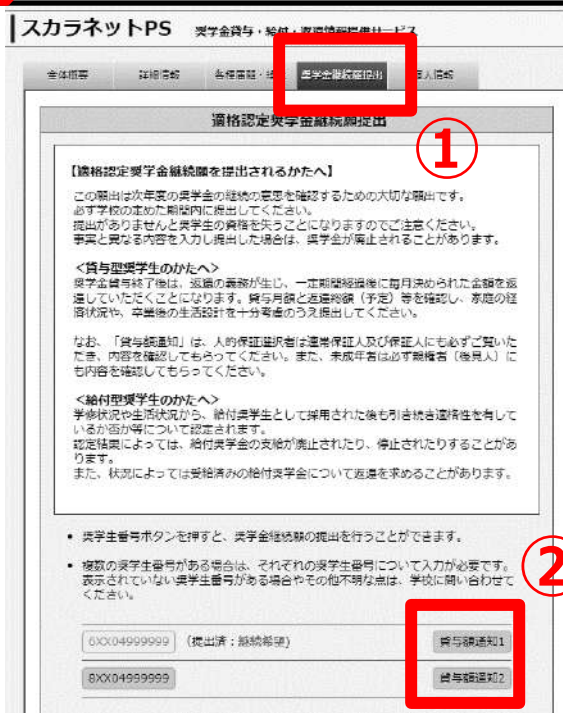 スカラネットPS 奨学金貸与・給付・返還情報提供サービス
全体概要 詳細情報 各種届願・ 奨学金継続願提出 人情報
①
適格認定奨学金継続願提出
【適格認定奨学金継続願を提出されるかたへ】
この願出は次年度の奨学金の継続の意思を確認するための大切な願出です。
必ず学校の定めた期間内に提出してください。
提出がありませんと奨学生の資格を失うことになりますのでご注意ください。
事実と異なる内容を入力し提出した場合は、奨学金が廃止されることがあります。
＜貸与型奨学生のかたへ＞
奨学金貸与終了後は、返還の義務が生じ、一定期間経過後に毎月決められた金額を返
還していただくことになります。貸与月額と返還総額（予定）等を確認し、家庭の経
済状況や、卒業後の生活設計を十分考慮のうえ提出してください。
なお、「貸与額通知」は、人的保証選択者は連帯保証人及び保証人にも必ずご覧いた
だき、内容を確認してもらってください。また、未成年者は必ず親権者（後見人）に
も内容を確認してもらってください。
＜給付型奨学生のかたへ＞
学修状況や生活状況から、給付奨学生として採用された後も引き続き適格性を有して
いるか否か等について認定されます。
認定結果によっては、給付奨学金の支給が廃止されたり、停止されたりすることがあ
ります。
また、状況によっては受給済みの給付奨学金について返還を求めることがあります。
• 奨学生番号ボタンを押すと、奨学金継続願の提出を行うことができます。
• 複数の奨学生番号がある場合は、それぞれの奨学生番号について入力が必要です。
表示されていない奨学生番号がある場合やその他不明な点は、学校に問い合わせて
ください。
②
6XX04999999 （提出済：継続希望） 貸与額通知1
8XX04999999 貸与額通知2